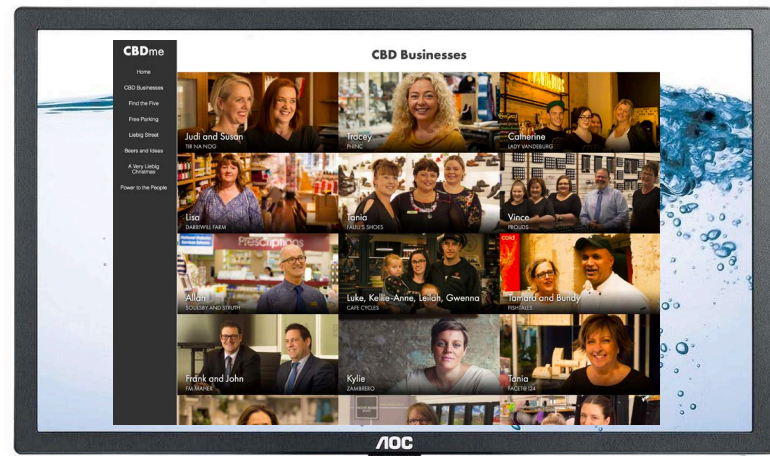 CBDme
CBD Businesses
Home
CBD Businesses
Find the Five
Free Parking
Liebig Street
Beers and Ideas
A Very Liebig
Christmas
Power to the People
Judi and Susan
TIR NA NOG
Tracey
PHINC
Catherine
LADY VANDEBURG
Lisa
DARRIWILL FARM
Tania
FAULL'S SHOES
Vince
PROUDS
Prescriptions
Allan
SOULSBY AND STRUTH
Luke, Kellie-Anne, Leilah, Gwenna
CAFE CYCLES
cold
Tamara and Bundy
FISHTALES
Frank and John
FM MAHER
Kylie
ZAMBRERO
Tania
FACET8124
AOC